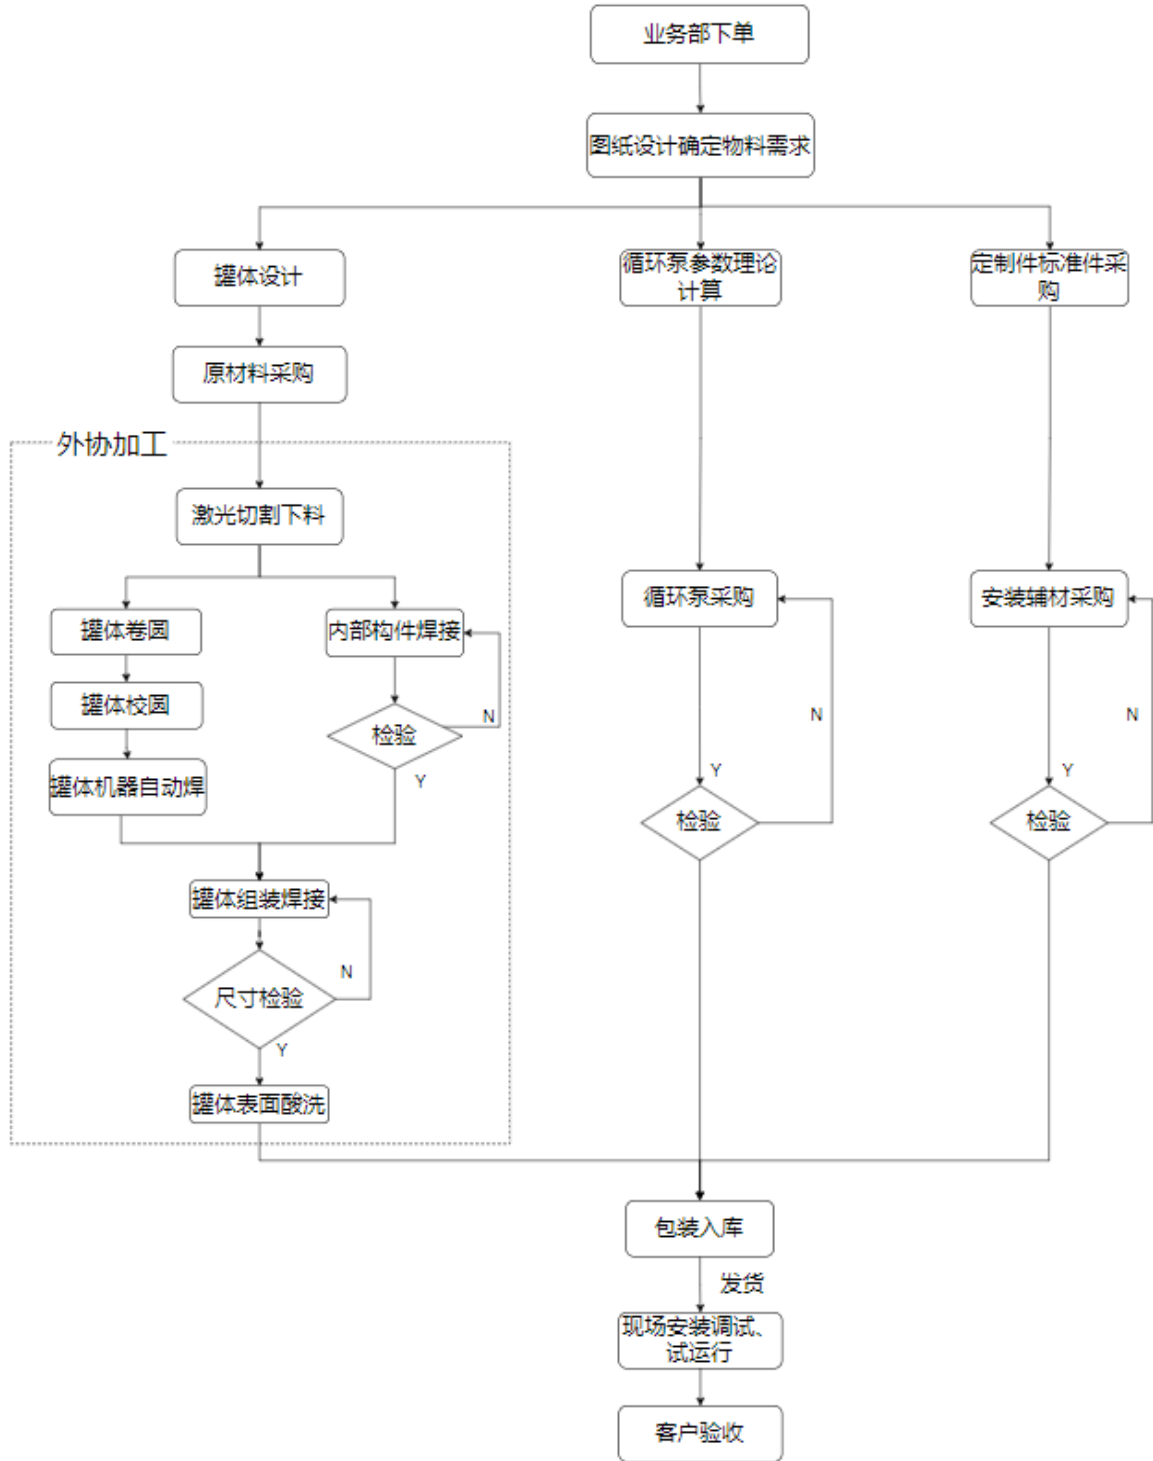 业务部下单
图纸设计确定物料需求
罐体设计
循环泵参数理论
计算
定制件标准件采
购
原材料采购
外协加工
激光切割下料
罐体卷圆
内部构件焊接
罐体校圆
检验
N
Y
罐体机器自动焊
罐体组装焊接
尺寸检验
N
Y
罐体表面酸洗
循环泵采购
N
Y
检验
安装辅材采购
N
Y
检验
包装入库
发货
现场安装调试、
试运行
客户验收